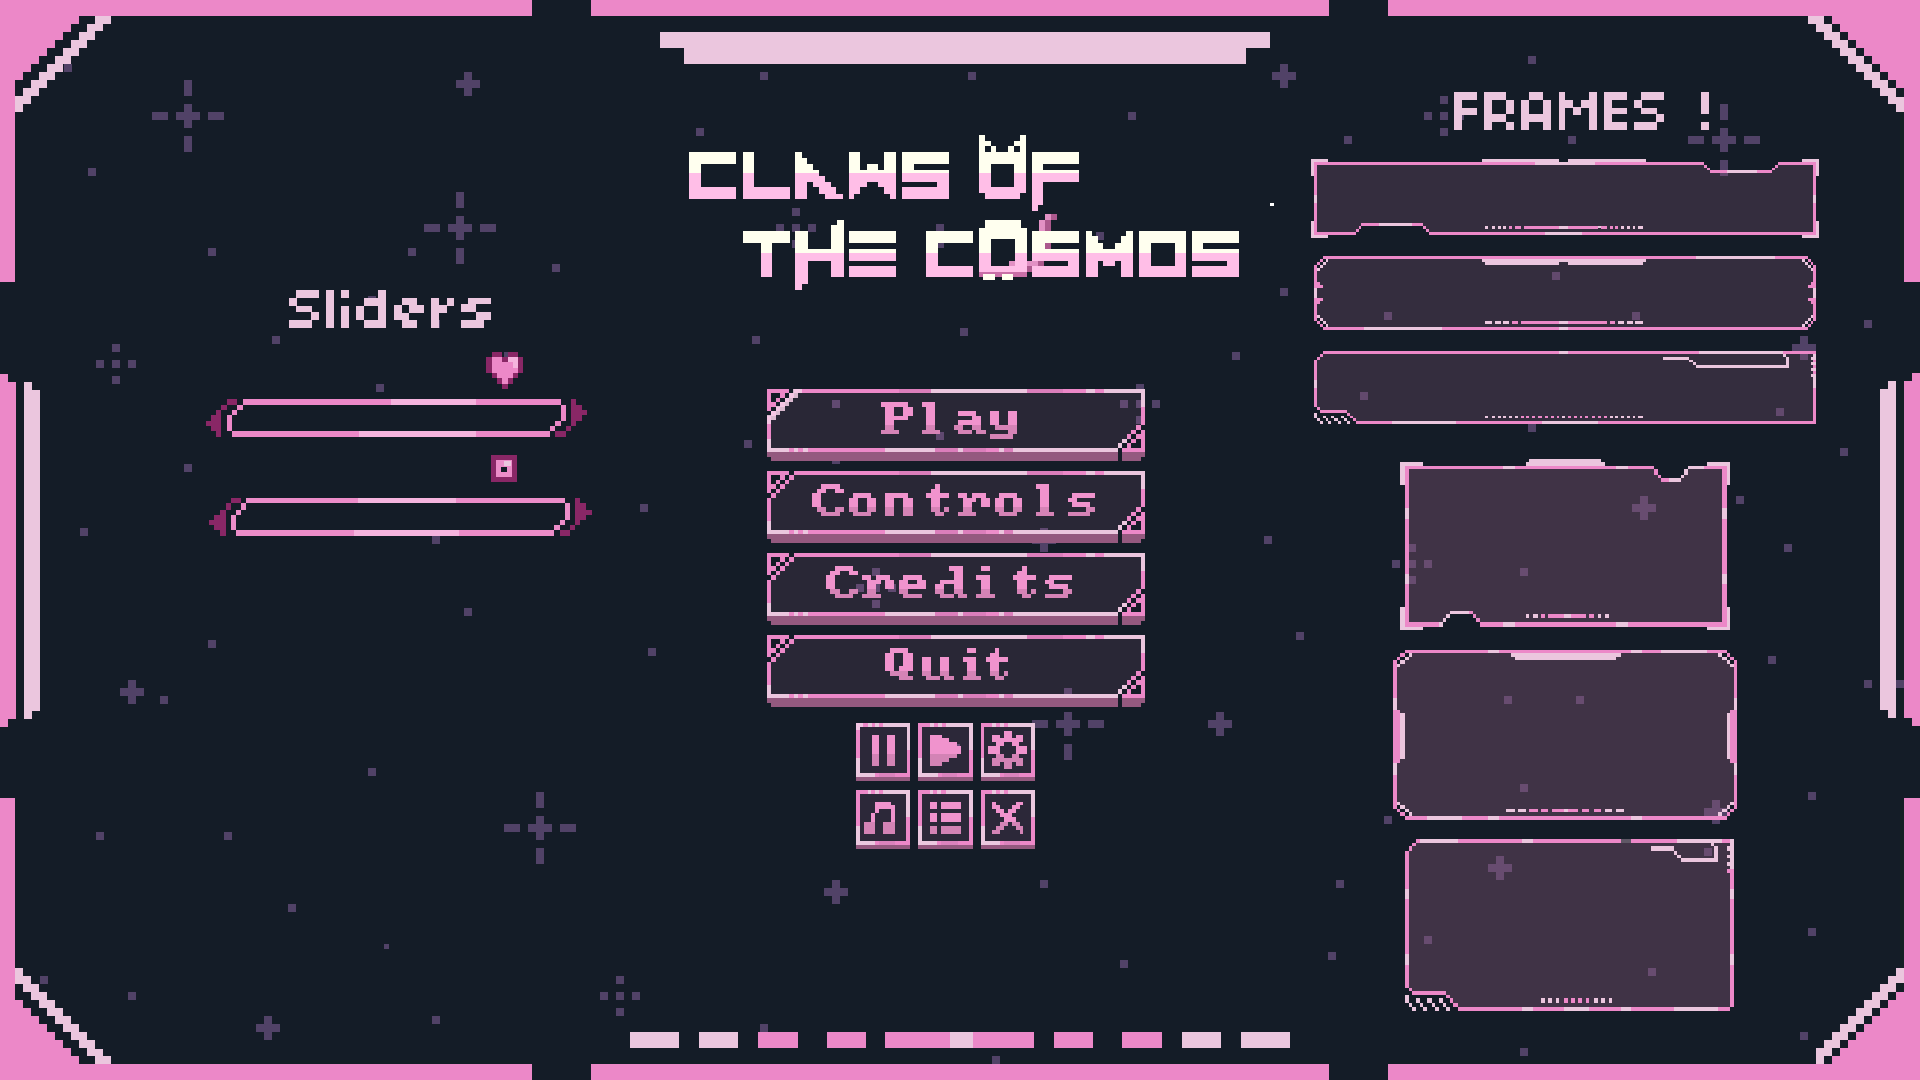 CLAWS OF
THE COSMOS
Sliders
Play
Controls
Credits
Quit
FRAMES !